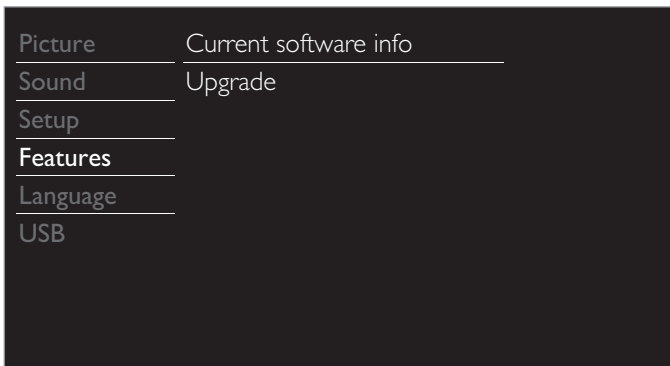 Picture
Sound
Setup
Features
Language
USB
Current software info
Upgrade